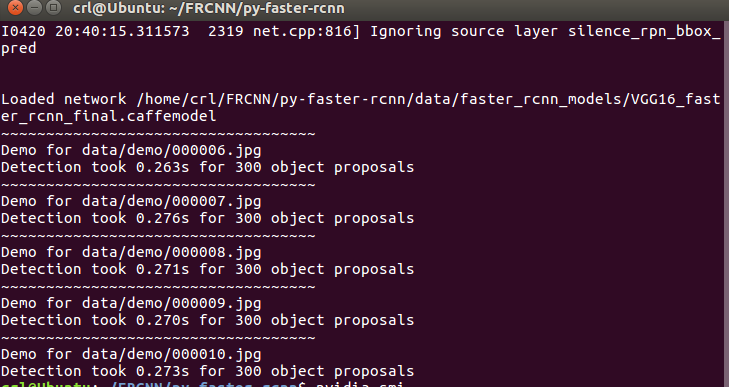 crl@Ubuntu: ~/FRCNN/py-faster-rcnn
I0420 20:40:15.311573  2319 net.cpp:816] Ignoring source layer silence_rpn_bbox_
pred
Loaded network /home/crl/FRCNN/py-faster-rcnn/data/faster_rcnn_models/VGG16_fast
er_rcnn_final.caffemodel
~~~~~~~~~~~~~~~~~~~~~~~~~~~~~~~~~~~
Demo for data/demo/000006.jpg
Detection took 0.263s for 300 object proposals
~~~~~~~~~~~~~~~~~~~~~~~~~~~~~~~~~~~
Demo for data/demo/000007.jpg
Detection took 0.276s for 300 object proposals
~~~~~~~~~~~~~~~~~~~~~~~~~~~~~~~~~~~
Demo for data/demo/000008.jpg
Detection took 0.271s for 300 object proposals
~~~~~~~~~~~~~~~~~~~~~~~~~~~~~~~~~~~
Demo for data/demo/000009.jpg
Detection took 0.270s for 300 object proposals
~~~~~~~~~~~~~~~~~~~~~~~~~~~~~~~~~~~
Demo for data/demo/000010.jpg
Detection took 0.273s for 300 object proposals
crl@Ubuntu:~/FRCNN/py-faster-rcnn$ nvidia-smi